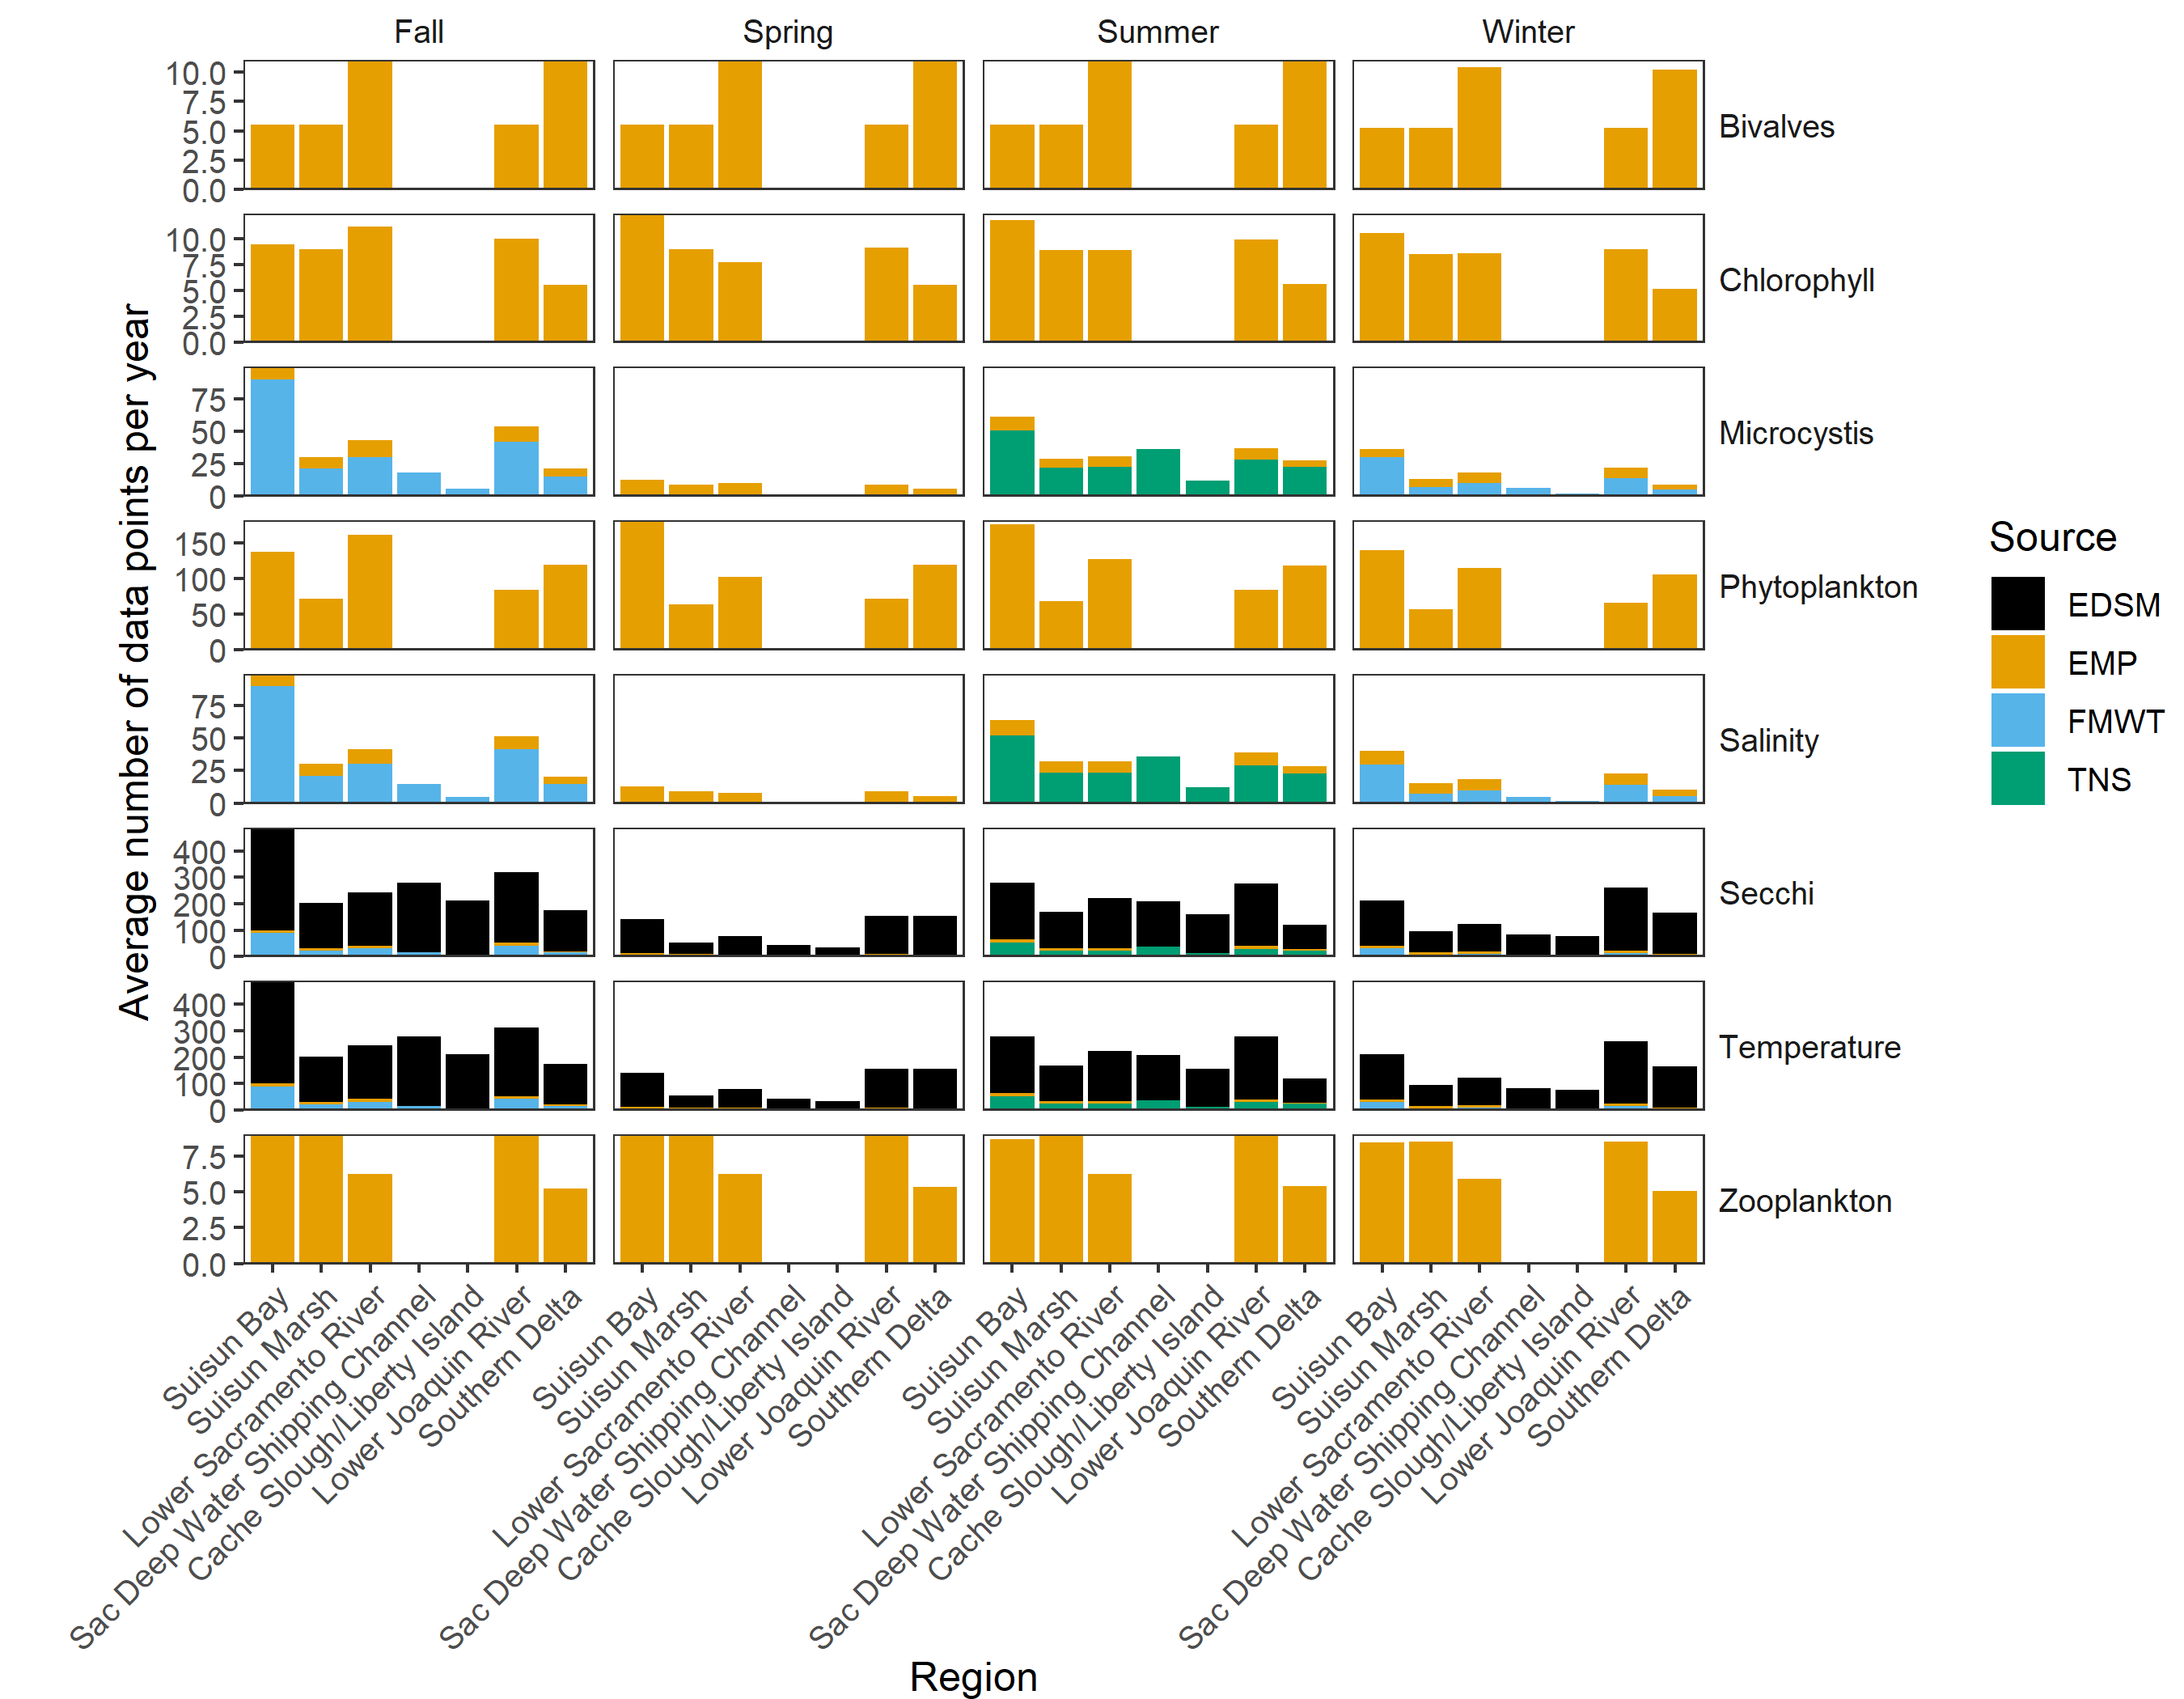 Fall Spring Summer Winter
10.0
7.5
5.0
2.5
0.0
Bivalves
10.0
7.5
5.0
2.5
0.0
Chlorophyll
75
50
25
0
Microcystis
150
100
50
0
Phytoplankton
75
50
25
0
Salinity
400
300
200
100
0
Secchi
400
300
200
100
0
Temperature
7.5
5.0
2.5
0.0
Zooplankton
Average number of data points per year
Suisun Bay
Suisun Marsh
Lower Sacramento River
Sac Deep Water Shipping Channel
Cache Slough/Liberty Island
Lower Joaquin River
Southern Delta
Suisun Bay
Suisun Marsh
Lower Sacramento River
Sac Deep Water Shipping Channel
Cache Slough/Liberty Island
Lower Joaquin River
Southern Delta
Suisun Bay
Suisun Marsh
Lower Sacramento River
Sac Deep Water Shipping Channel
Cache Slough/Liberty Island
Lower Joaquin River
Southern Delta
Suisun Bay
Suisun Marsh
Lower Sacramento River
Sac Deep Water Shipping Channel
Cache Slough/Liberty Island
Lower Joaquin River
Southern Delta
Region
Source
EDSM
EMP
FMWT
TNS